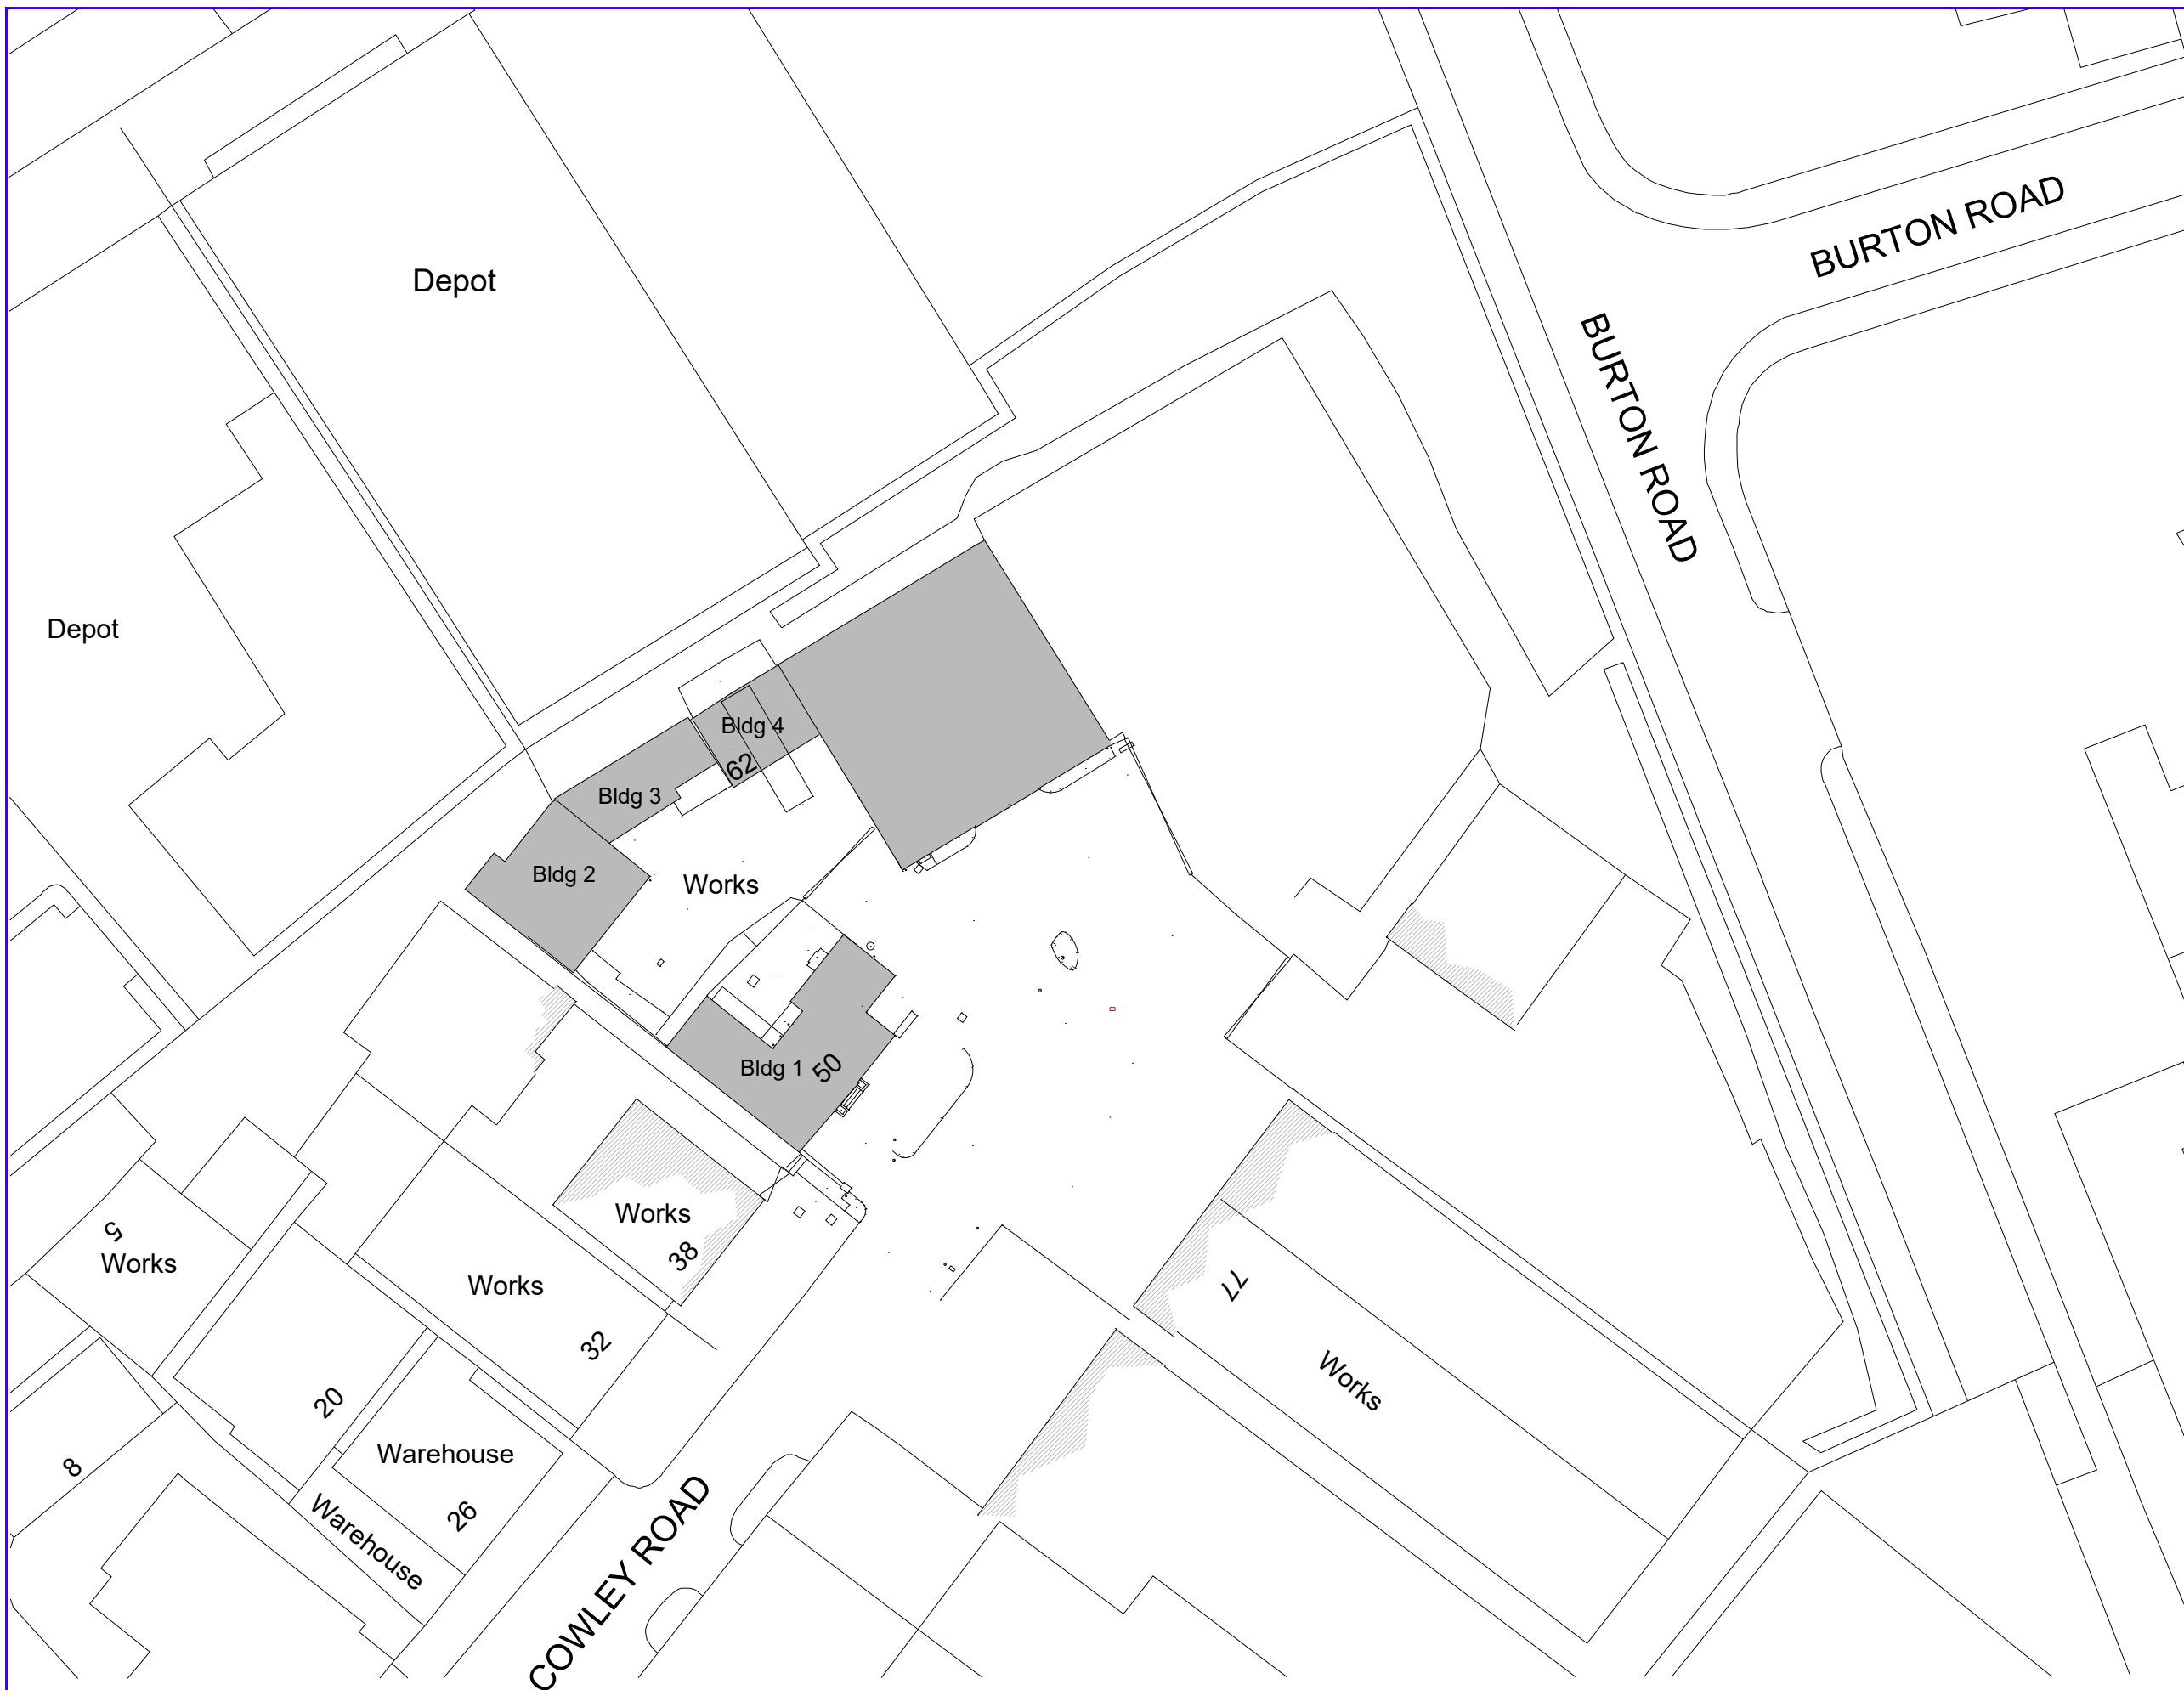 BURTON ROAD
Depot
BURTON ROAD
Depot
Bldg 4
62
Bldg 3
Bldg 2
Works
Bldg 1
50
Works
38
5
Works
Works
32
77
Works
20
Warehouse
26
8
Warehouse
COWLEY ROAD